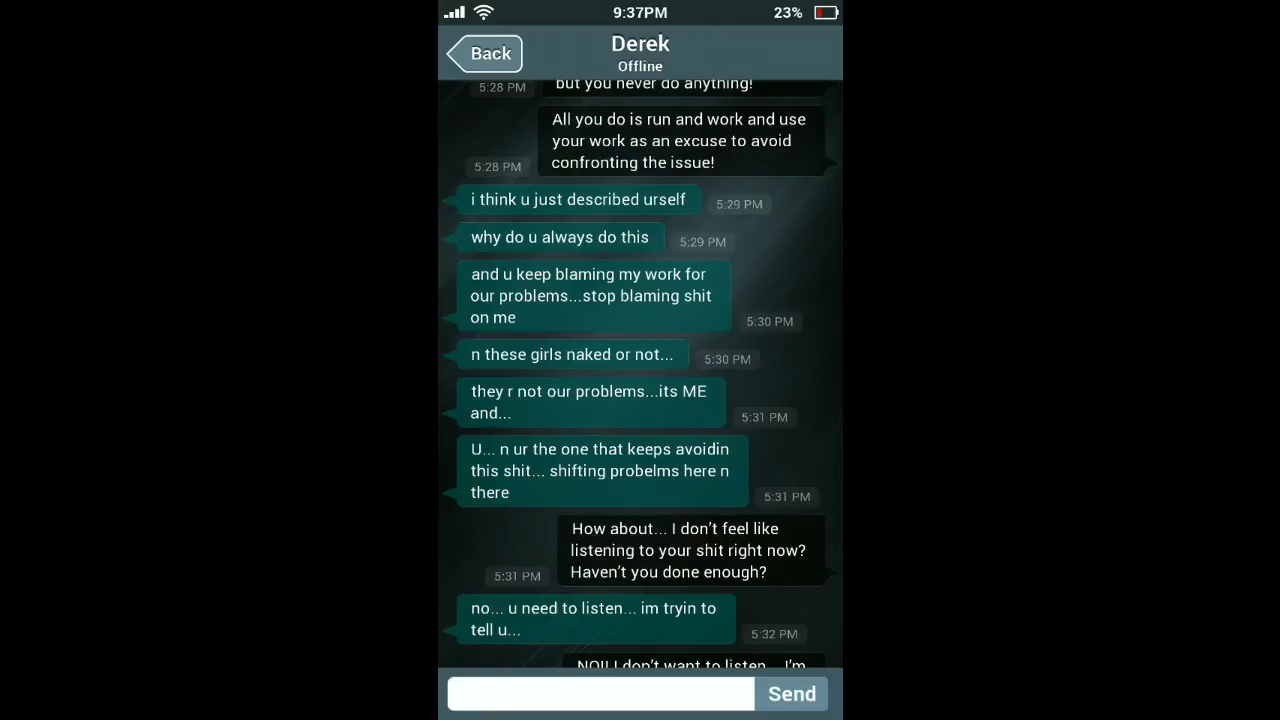 9:37PM
23%
Back
Derek
Offline
but you never do anything!
5:28 PM
All you do is run and work and use
your work as an excuse to avoid
confronting the issue!
5:28 PM
i think u just described urself
5:29 PM
why do u always do this
5:29 PM
and u keep blaming my work for
our problems...stop blaming shit
on me
5:30 PM
n these girls naked or not...
5:30 PM
they r not our problems...its ME
and...
5:31 PM
U... n ur the one that keeps avoidin
this shit... shifting probelms here n
there
5:31 PM
How about... I don't feel like
listening to your shit right now?
Haven't you done enough?
5:31 PM
no... u need to listen... im tryin to
tell u...
5:32 PM
NO!! I don't want to listen... I'm
Send